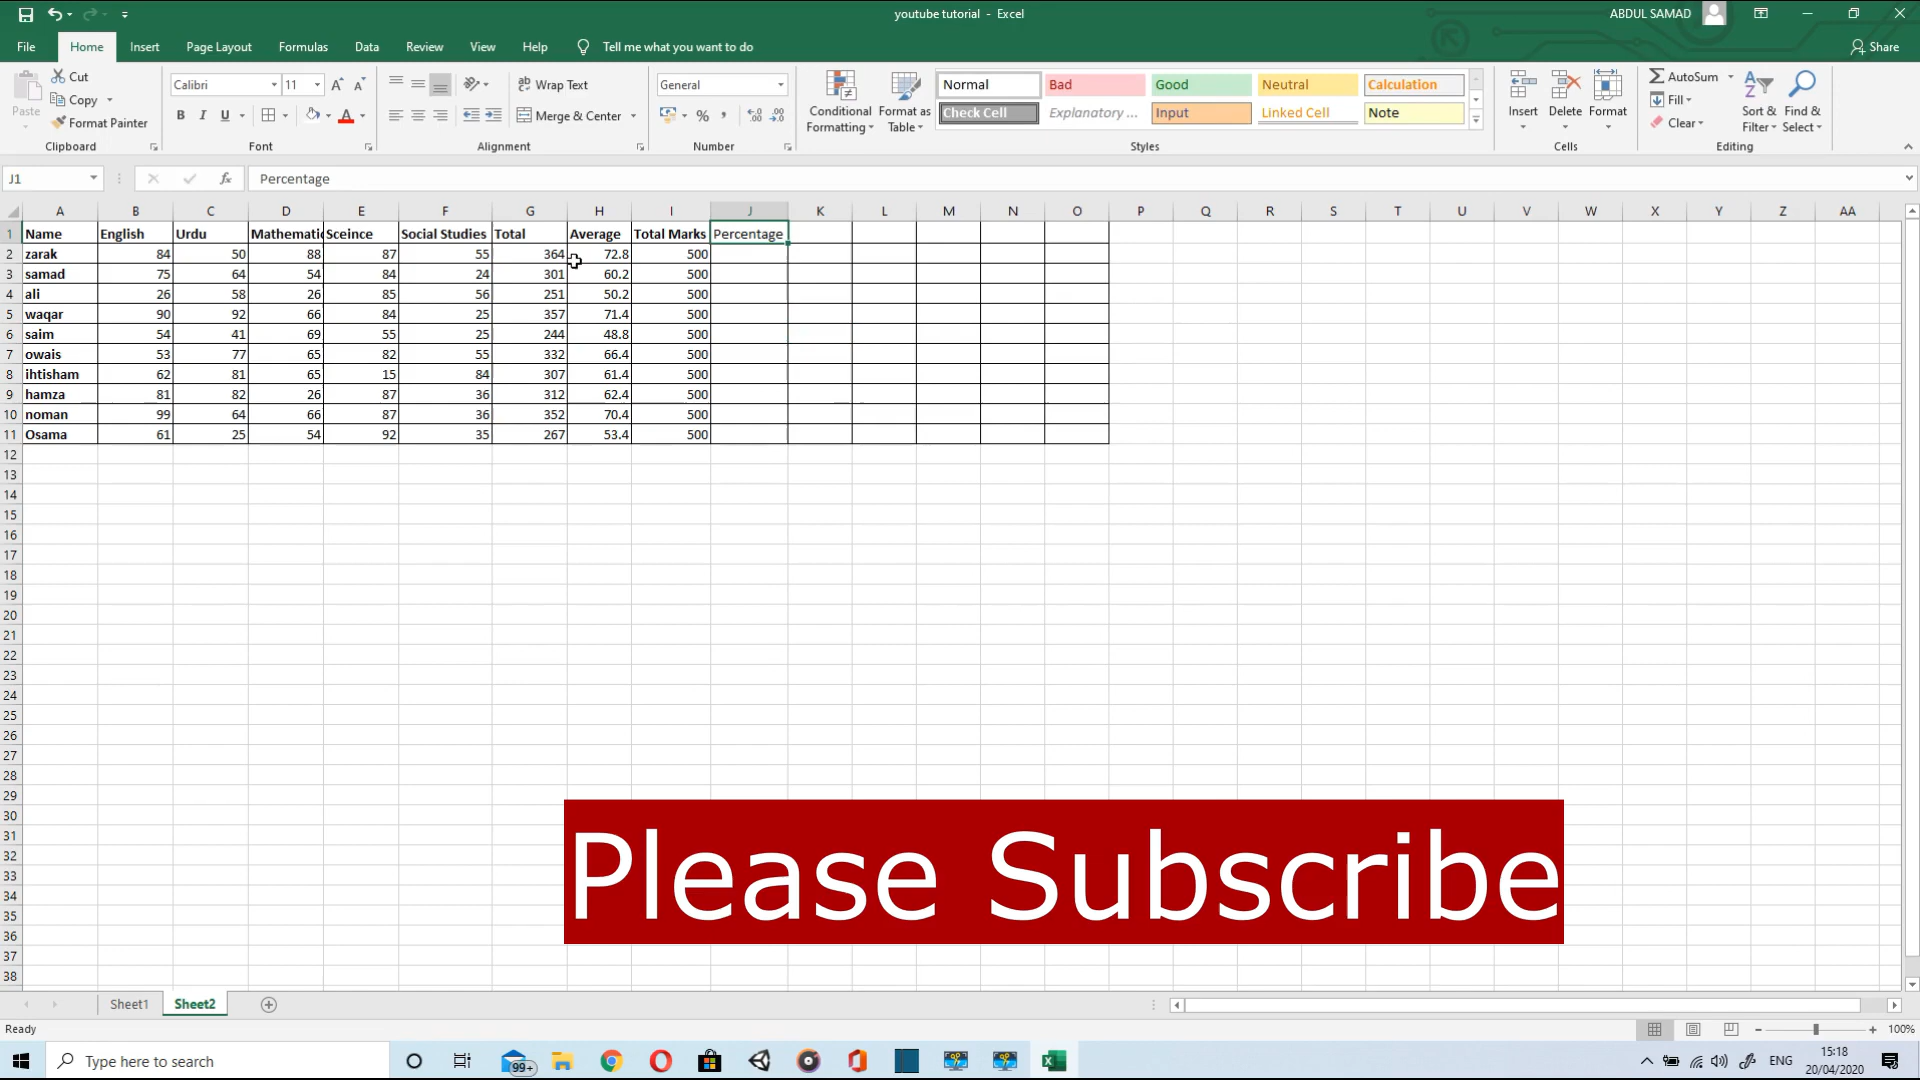 youtube tutorial - Excel
ABDUL SAMAD
File Home Insert Page Layout Formulas Data Review View Help Tell me what you want to do
Share
Paste
Cut
Copy
Format Painter
Clipboard
Calibri 11
B I U
Font
Wrap Text
Merge & Center
Alignment
General
% ,
Number
Conditional Formatting
Format as Table
Normal Bad Good Neutral Calculation
Check Cell Explanatory ... Input Linked Cell Note
Styles
Insert Delete Format
Cells
AutoSum
Fill
Clear
Sort & Filter
Find & Select
Editing
J1 fx Percentage
A B C D E F G H I J K L M N O P Q R S T U V W X Y Z AA
1 Name English Urdu Mathematic Sceince Social Studies Total Average Total Marks Percentage
2 zarak 84 50 88 87 55 364 72.8 500
3 samad 75 64 54 84 24 301 60.2 500
4 ali 26 58 26 85 56 251 50.2 500
5 waqar 90 92 66 84 25 357 71.4 500
6 saim 54 41 69 55 25 244 48.8 500
7 owais 53 77 65 82 55 332 66.4 500
8 ihtisham 62 81 65 15 84 307 61.4 500
9 hamza 81 82 26 87 36 312 62.4 500
10 noman 99 64 66 87 36 352 70.4 500
11 Osama 61 25 54 92 35 267 53.4 500
12
13
14
15
16
17
18
19
20
21
22
23
24
25
26
27
28
29
30
31
32
33
34
35
36
37
38
Please Subscribe
Sheet1 Sheet2
Ready
100%
Type here to search
99+
ENG
15:18
20/04/2020